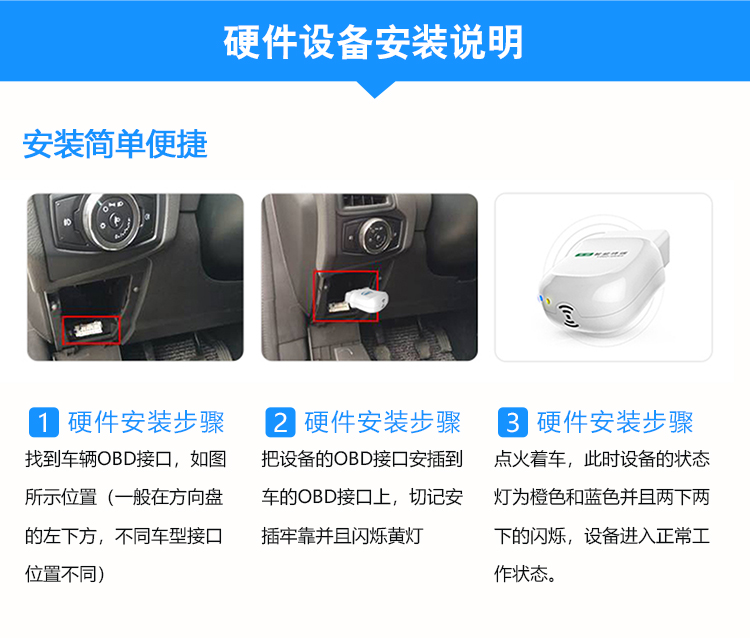 硬件设备安装说明
安装简单便捷
1 硬件安装步骤
找到车辆OBD接口，如图
所示位置（一般在方向盘
的左下方，不同车型接口
位置不同）
2 硬件安装步骤
把设备的OBD接口安插到
车的OBD接口上，切记安
插牢靠并且闪烁黄灯
3 硬件安装步骤
点火着车，此时设备的状态
灯为橙色和蓝色并且两下两
下的闪烁，设备进入正常工
作状态。